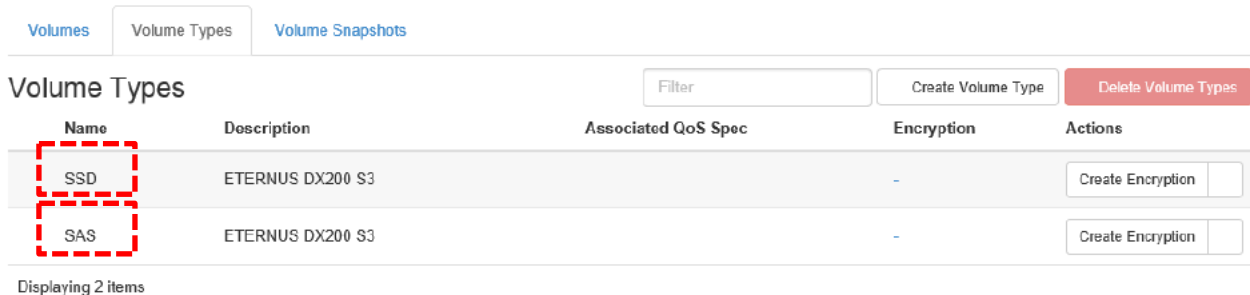 Volumes Volume Types Volume Snapshots
Volume Types Filter Create Volume Type Delete Volume Types
Name Description Associated QoS Spec Encryption Actions
SSD ETERNUS DX200 S3 - Create Encryption
SAS ETERNUS DX200 S3 - Create Encryption
Displaying 2 items